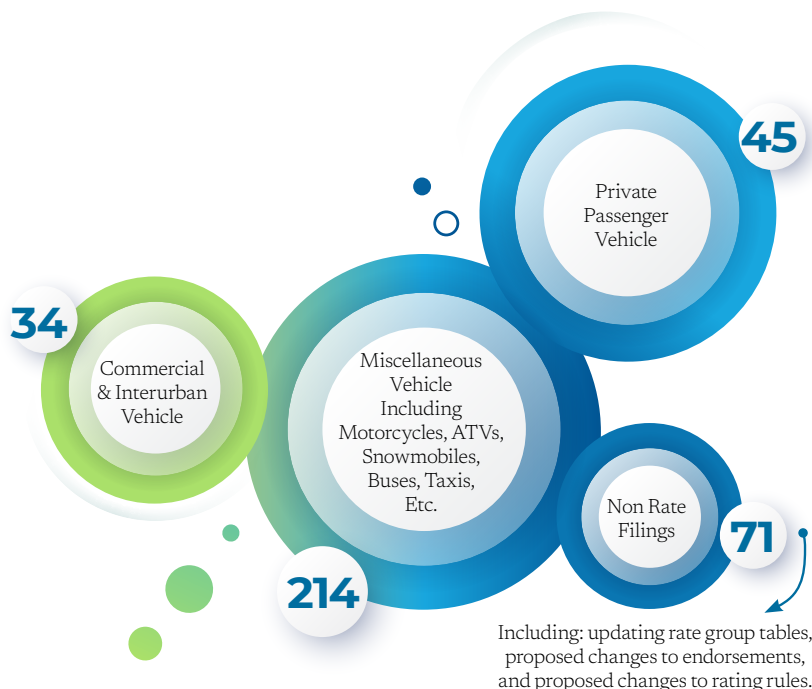 45
Private
Passenger
Vehicle
34
Commercial
& Interurban
Vehicle
Miscellaneous
Vehicle
Including
Motorcycles, ATVs,
Snowmobiles,
Buses, Taxis,
Etc.
214
Non Rate
Filings
71
Including: updating rate group tables,
proposed changes to endorsements,
and proposed changes to rating rules.